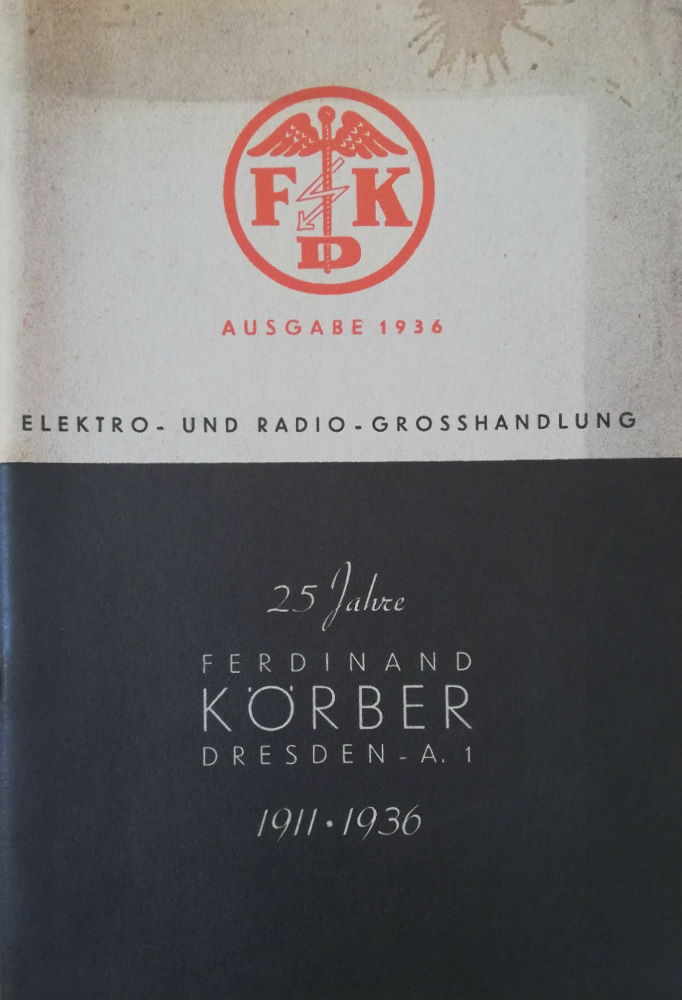 F K
D
AUSGABE 1936
ELEKTRO- UND RADIO-GROSSHANDLUNG
25 Jahre
FERDINAND
KÖRBER
DRESDEN-A. 1
1911 · 1936